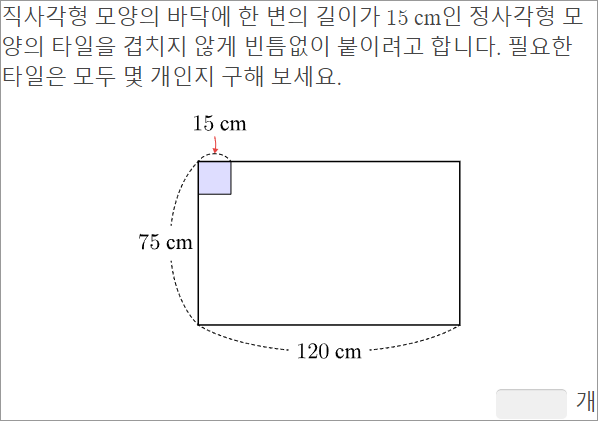 직사각형 모양의 바닥에 한 변의 길이가 15 cm인 정사각형 모
양의 타일을 겹치지 않게 빈틈없이 붙이려고 합니다. 필요한
타일은 모두 몇 개인지 구해 보세요.
15 cm
75 cm
120 cm
개